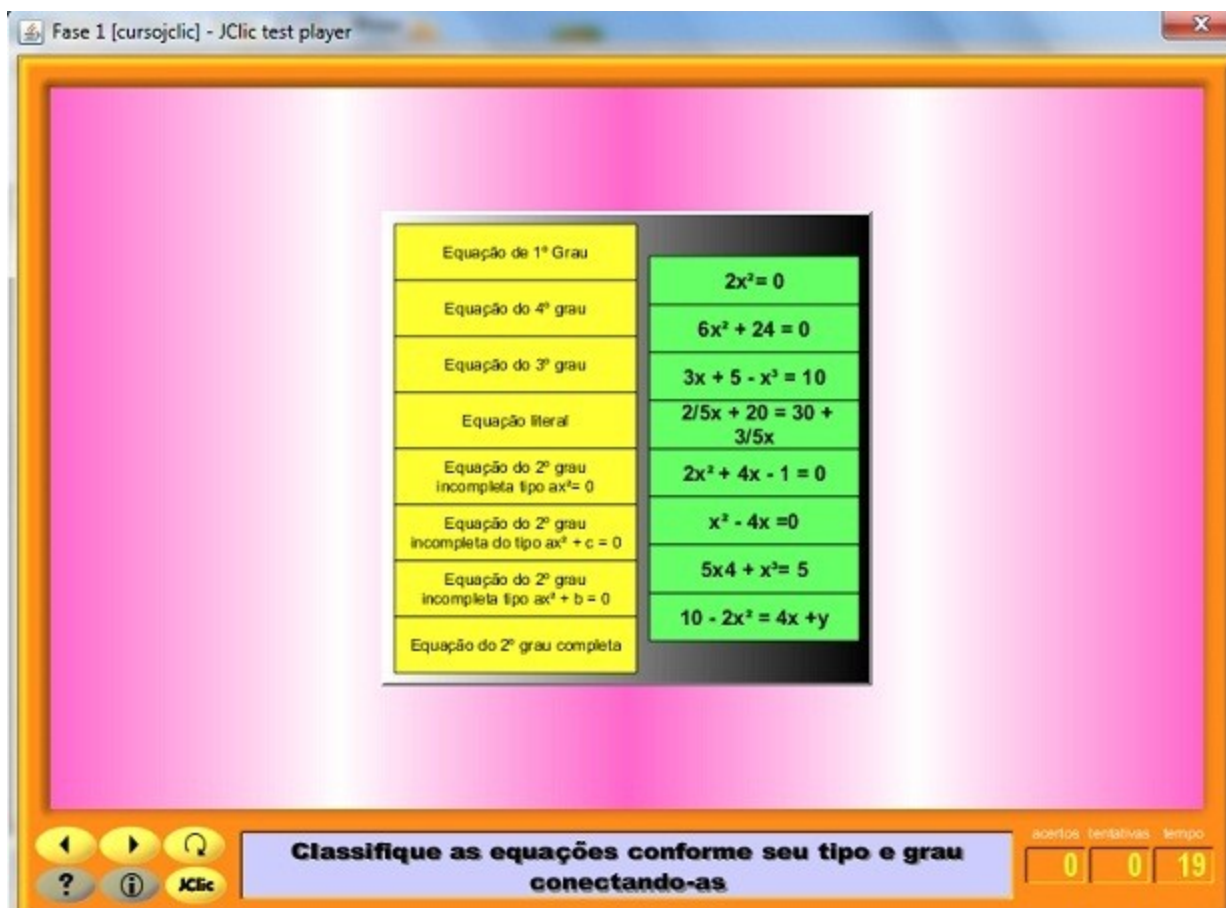 Fase 1 [cursojclic] - JClic test player
Equação de 1º Grau
Equação do 4º grau
Equação do 3º grau
Equação literal
Equação do 2º grau
incompleta tipo ax²= 0
Equação do 2º grau
incompleta do tipo ax² + c = 0
Equação do 2º grau
incompleta tipo ax² + b = 0
Equação do 2º grau completa
2x²= 0
6x² + 24 = 0
3x + 5 - x³ = 10
2/5x + 20 = 30 +
3/5x
2x² + 4x - 1 = 0
x² - 4x =0
5x4 + x³= 5
10 - 2x² = 4x +y
JClic
Classifique as equações conforme seu tipo e grau
conectando-as
acertos tentativas tempo
0 0 19